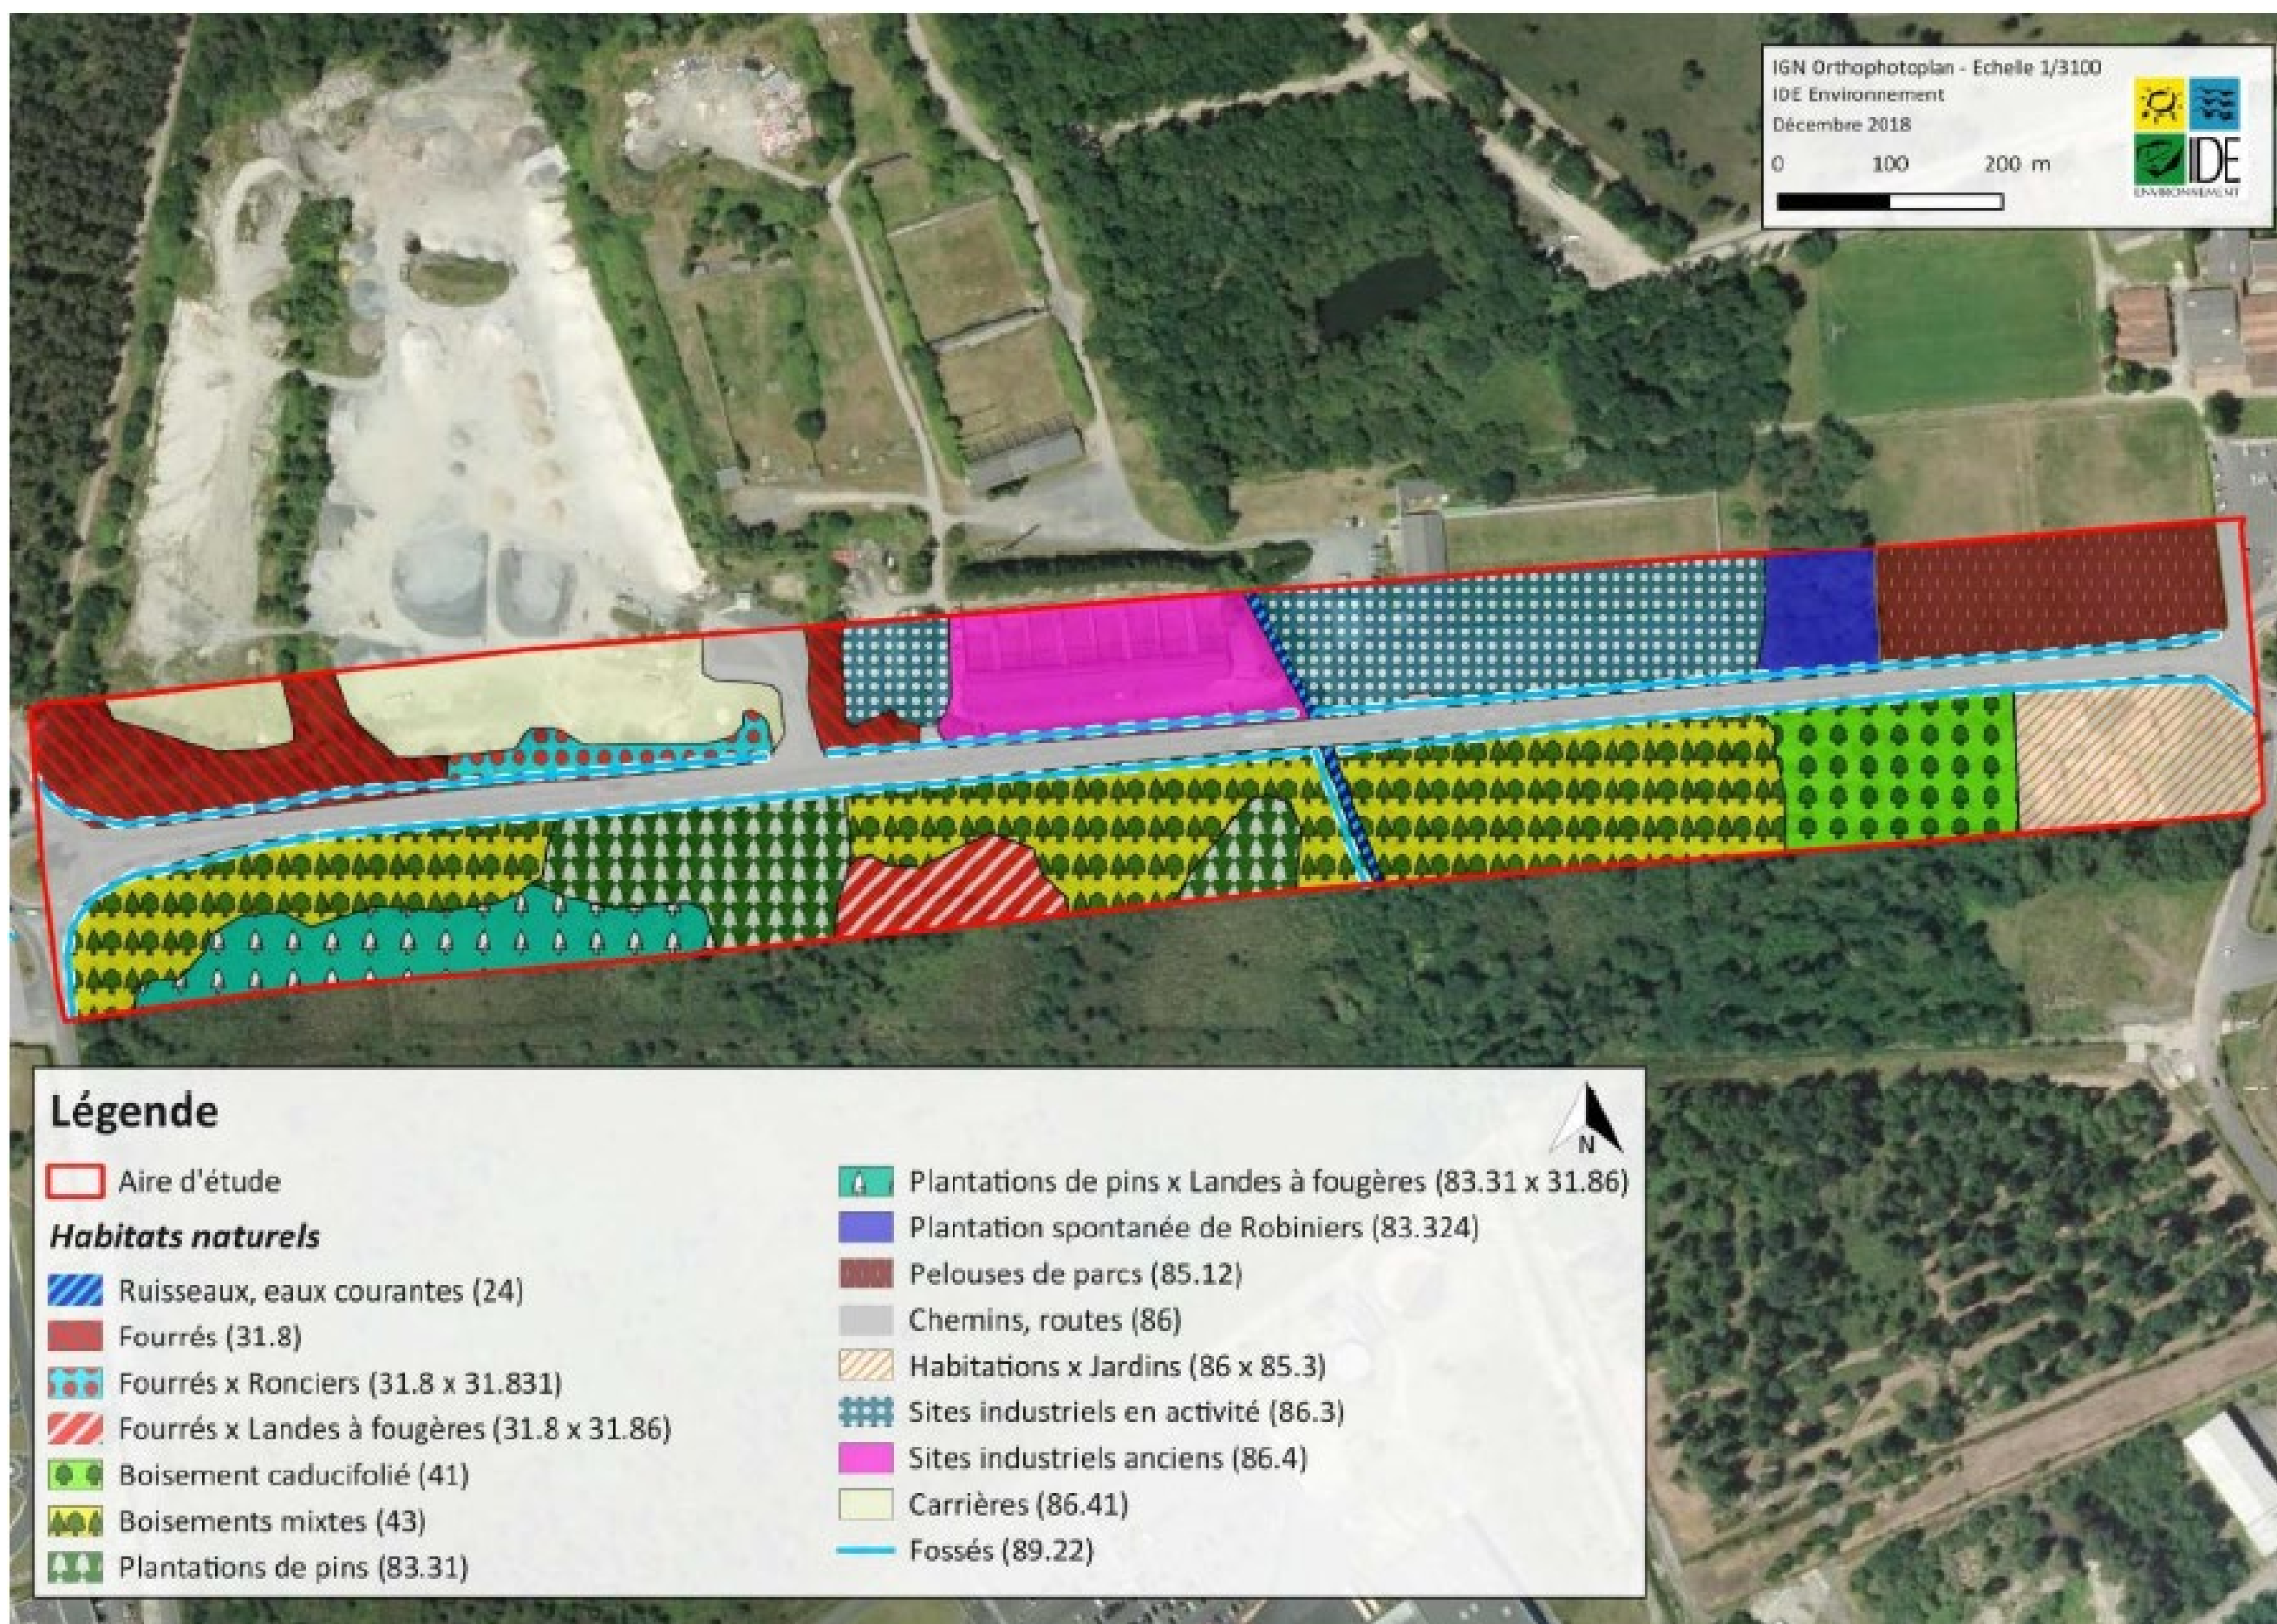 IGN Orthophotoplan - Echelle 1/3100
IDE Environnement
Décembre 2018
0 100 200 m
IDE
ENVIRONNEMENT
Légende
N
Aire d'étude
Habitats naturels
Ruisseaux, eaux courantes (24)
Fourrés (31.8)
Fourrés x Ronciers (31.8 x 31.831)
Fourrés x Landes à fougères (31.8 x 31.86)
Boisement caducifolié (41)
Boisements mixtes (43)
Plantations de pins (83.31)
Plantations de pins x Landes à fougères (83.31 x 31.86)
Plantation spontanée de Robiniers (83.324)
Pelouses de parcs (85.12)
Chemins, routes (86)
Habitations x Jardins (86 x 85.3)
Sites industriels en activité (86.3)
Sites industriels anciens (86.4)
Carrières (86.41)
Fossés (89.22)